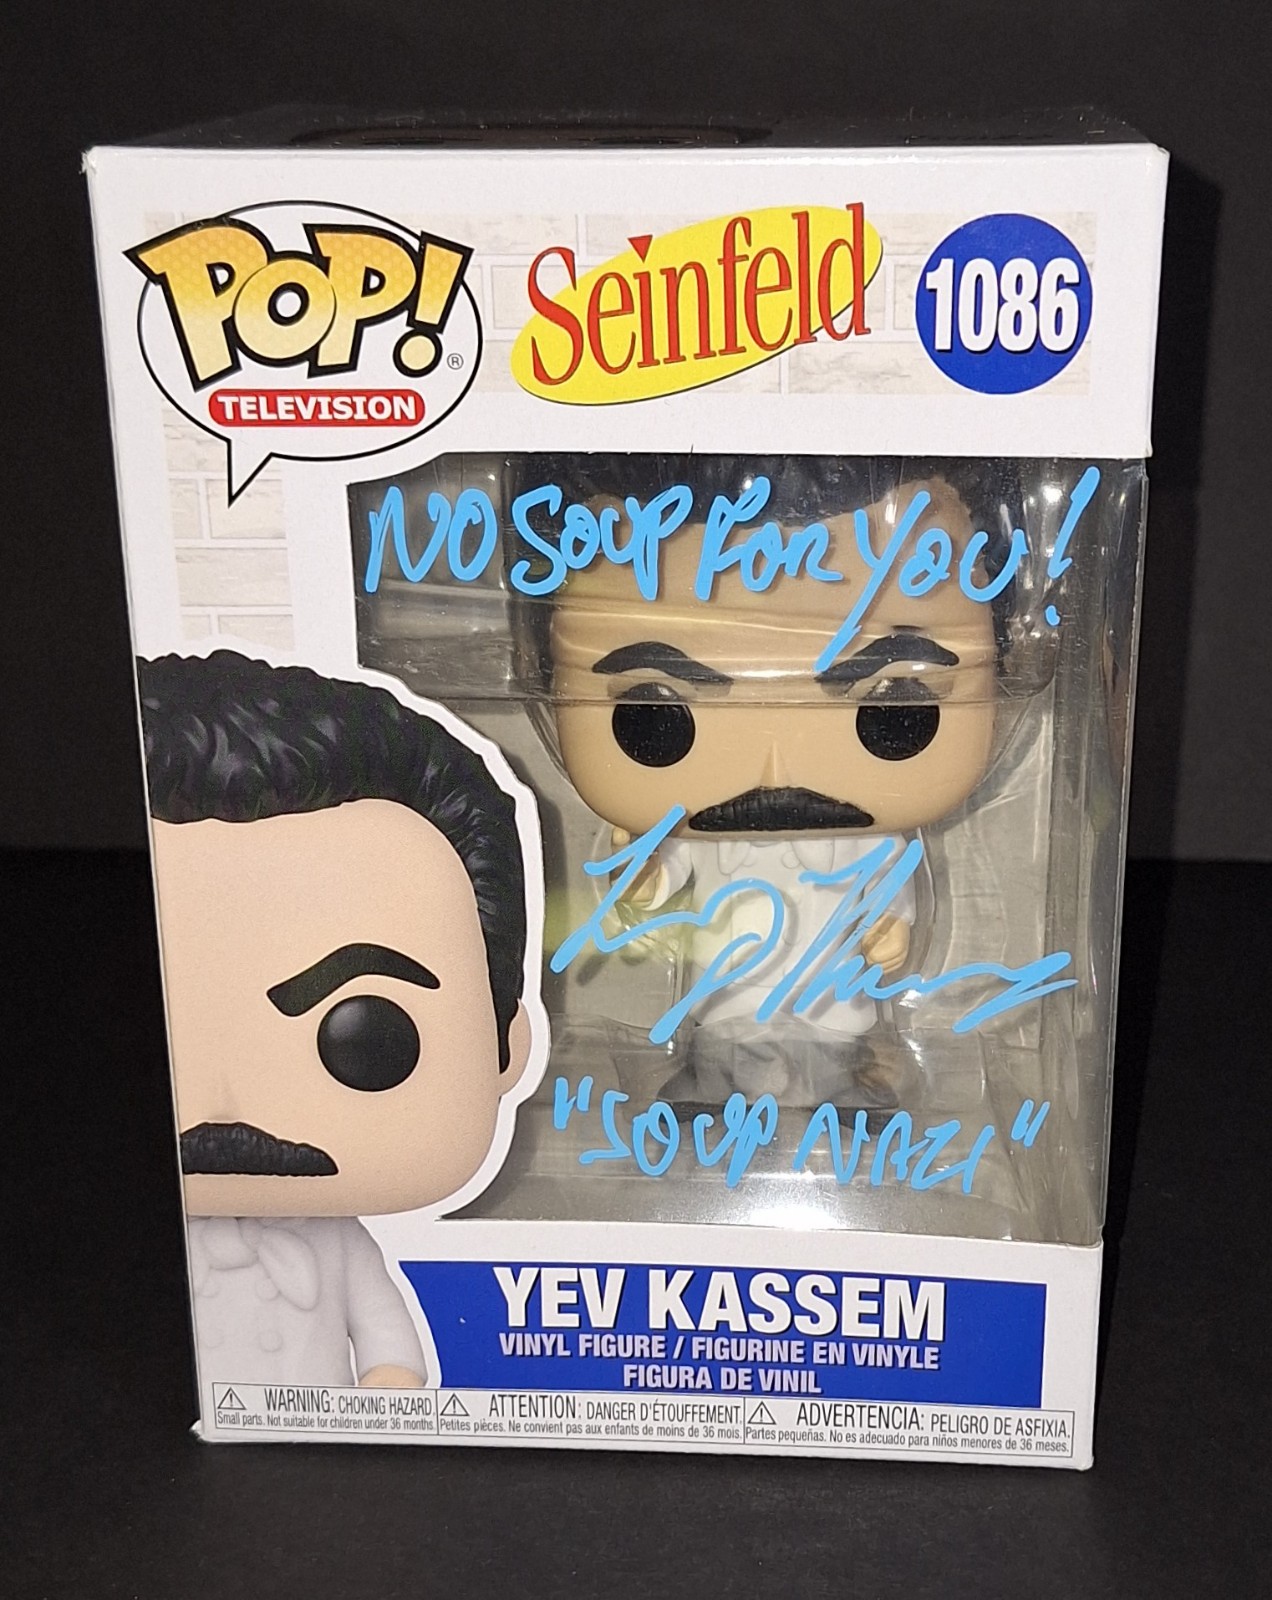 POP!®
TELEVISION
Seinfeld
1086
NO SOUP FOR YOU!
Larry Thomas
"SOUP NAZI"
YEV KASSEM
VINYL FIGURE / FIGURINE EN VINYLE
FIGURA DE VINIL
WARNING: CHOKING HAZARD.
Small parts. Not suitable for children under 36 months.
ATTENTION: DANGER D'ÉTOUFFEMENT.
Petites pièces. Ne convient pas aux enfants de moins de 36 mois.
ADVERTENCIA: PELIGRO DE ASFIXIA.
Partes pequeñas. No es adecuado para niños menores de 36 meses.